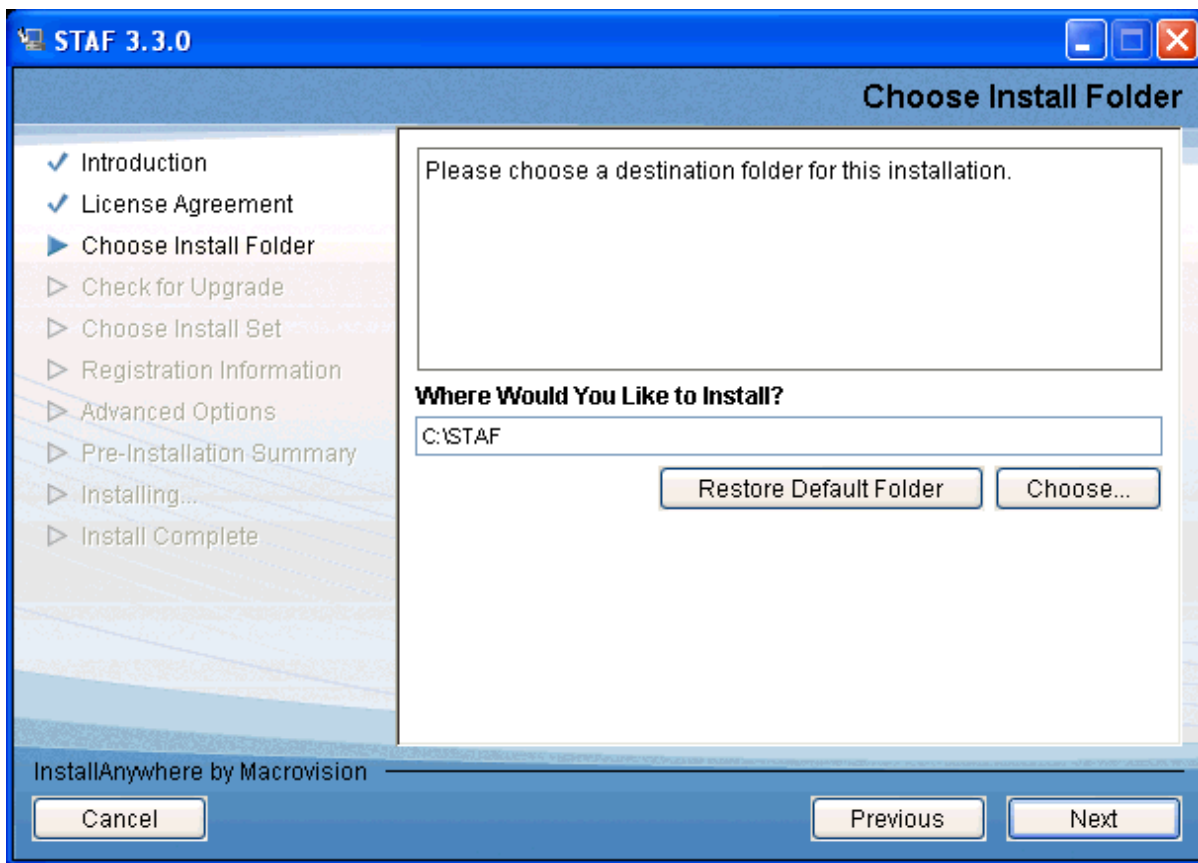 STAF 3.3.0
Choose Install Folder
Introduction
License Agreement
Choose Install Folder
Check for Upgrade
Choose Install Set
Registration Information
Advanced Options
Pre-Installation Summary
Installing...
Install Complete
Please choose a destination folder for this installation.
Where Would You Like to Install?
C:\STAF
Restore Default Folder
Choose...
InstallAnywhere by Macrovision
Cancel
Previous
Next